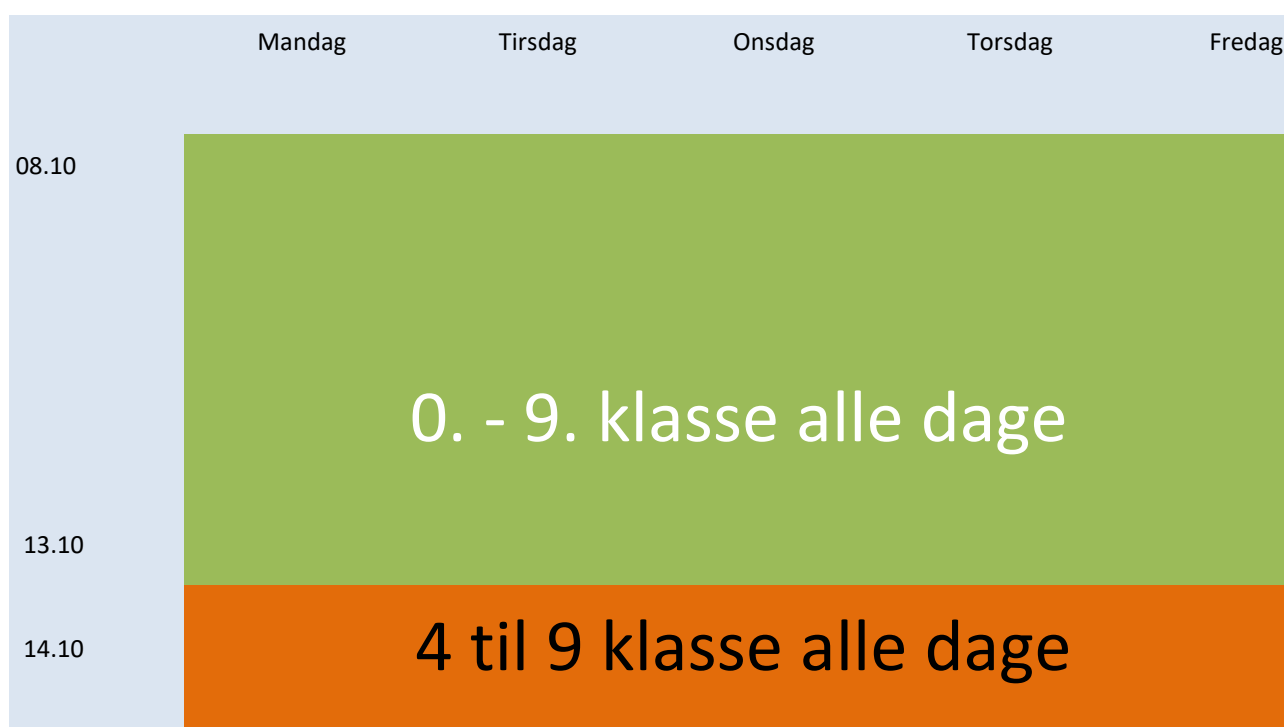 Mandag Tirsdag Onsdag Torsdag Fredag
08.10
0. - 9. klasse alle dage
13.10
14.10 4 til 9 klasse alle dage